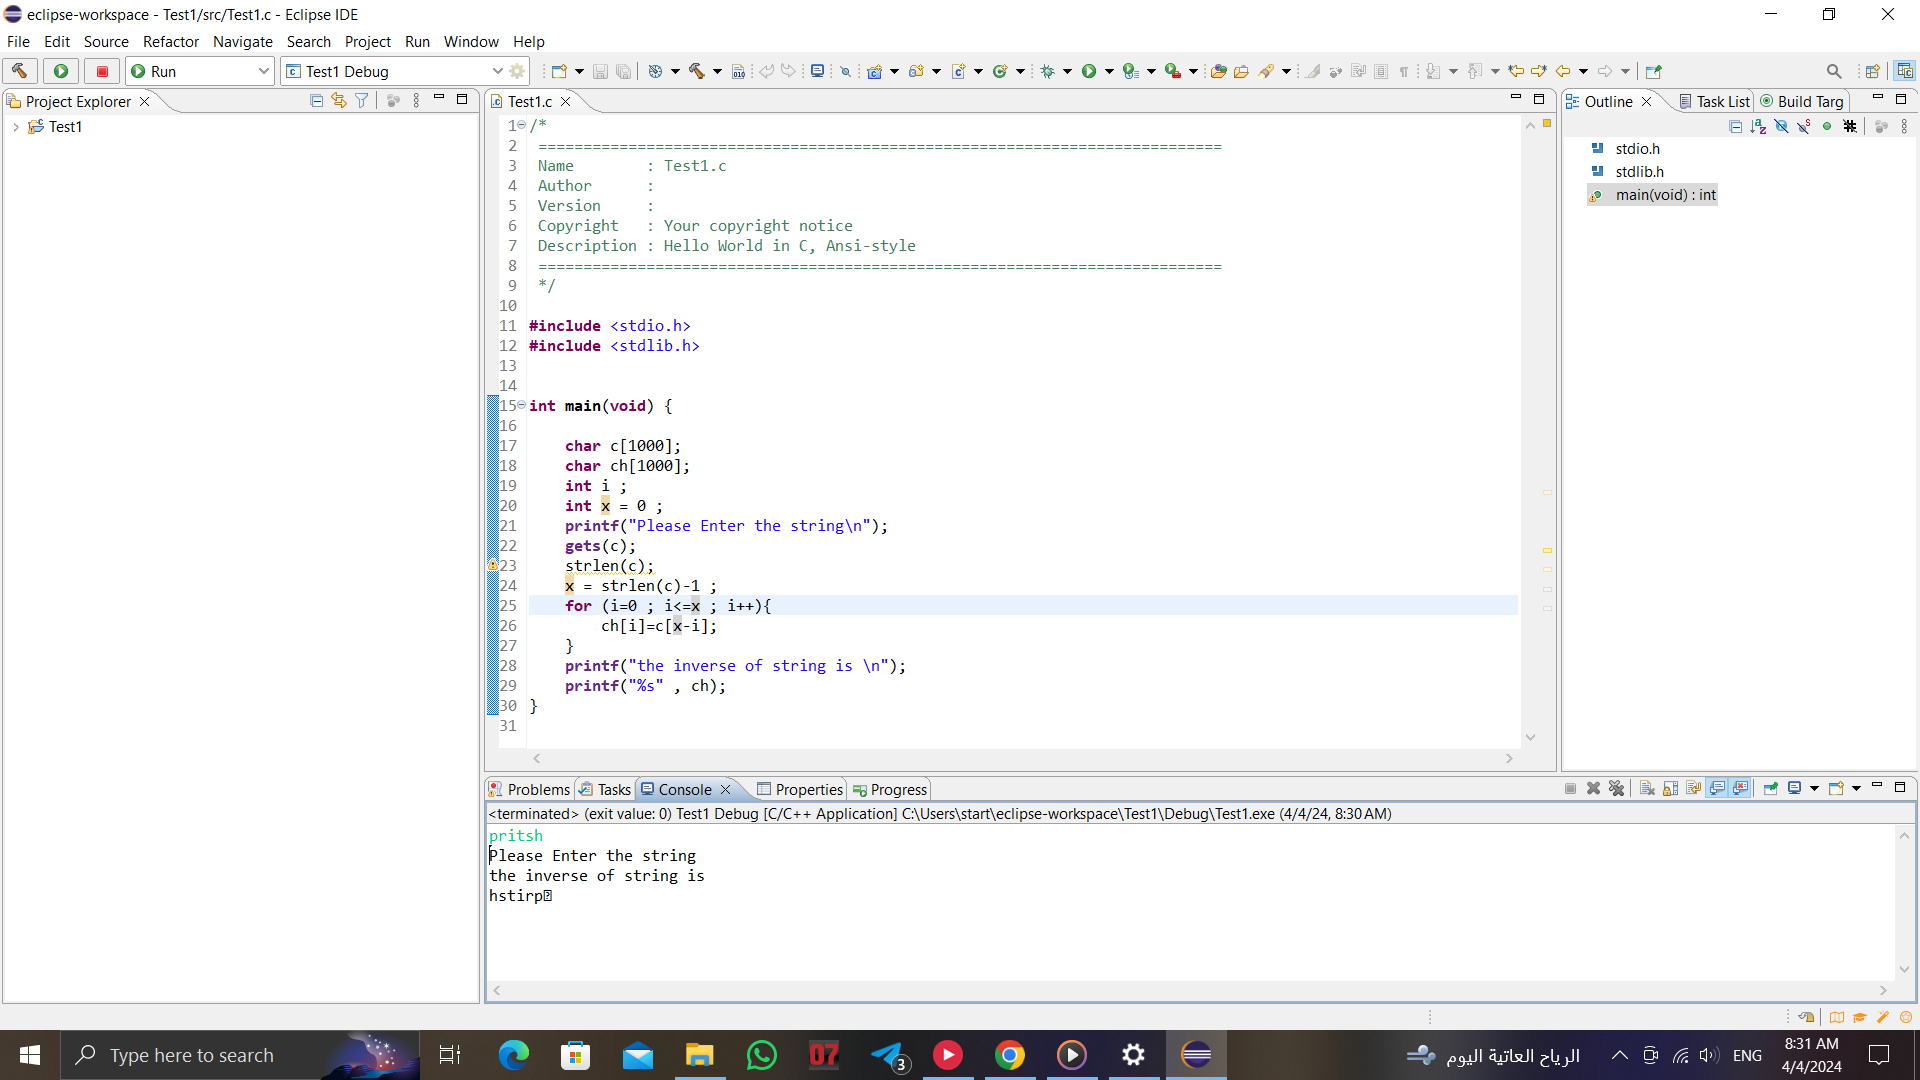 eclipse-workspace - Test1/src/Test1.c - Eclipse IDE
File Edit Source Refactor Navigate Search Project Run Window Help
Run
Test1 Debug
Project Explorer
Test1
Test1.c
1 /*
2 ============================================================================
3 Name        : Test1.c
4 Author      :
5 Version     :
6 Copyright   : Your copyright notice
7 Description : Hello World in C, Ansi-style
8 ============================================================================
9 */
10
11 #include <stdio.h>
12 #include <stdlib.h>
13
14
15 int main(void) {
16
17     char c[1000];
18     char ch[1000];
19     int i ;
20     int x = 0 ;
21     printf("Please Enter the string\n");
22     gets(c);
23     strlen(c);
24     x = strlen(c)-1 ;
25     for (i=0 ; i<=x ; i++){
26         ch[i]=c[x-i];
27     }
28     printf("the inverse of string is \n");
29     printf("%s" , ch);
30 }
31
Outline Task List Build Targ
stdio.h
stdlib.h
main(void) : int
Problems Tasks Console Properties Progress
<terminated> (exit value: 0) Test1 Debug [C/C++ Application] C:\Users\start\eclipse-workspace\Test1\Debug\Test1.exe (4/4/24, 8:30 AM)
pritsh
Please Enter the string
the inverse of string is
hstirp
Type here to search
07
3
الرياح العاتية اليوم
ENG
8:31 AM
4/4/2024